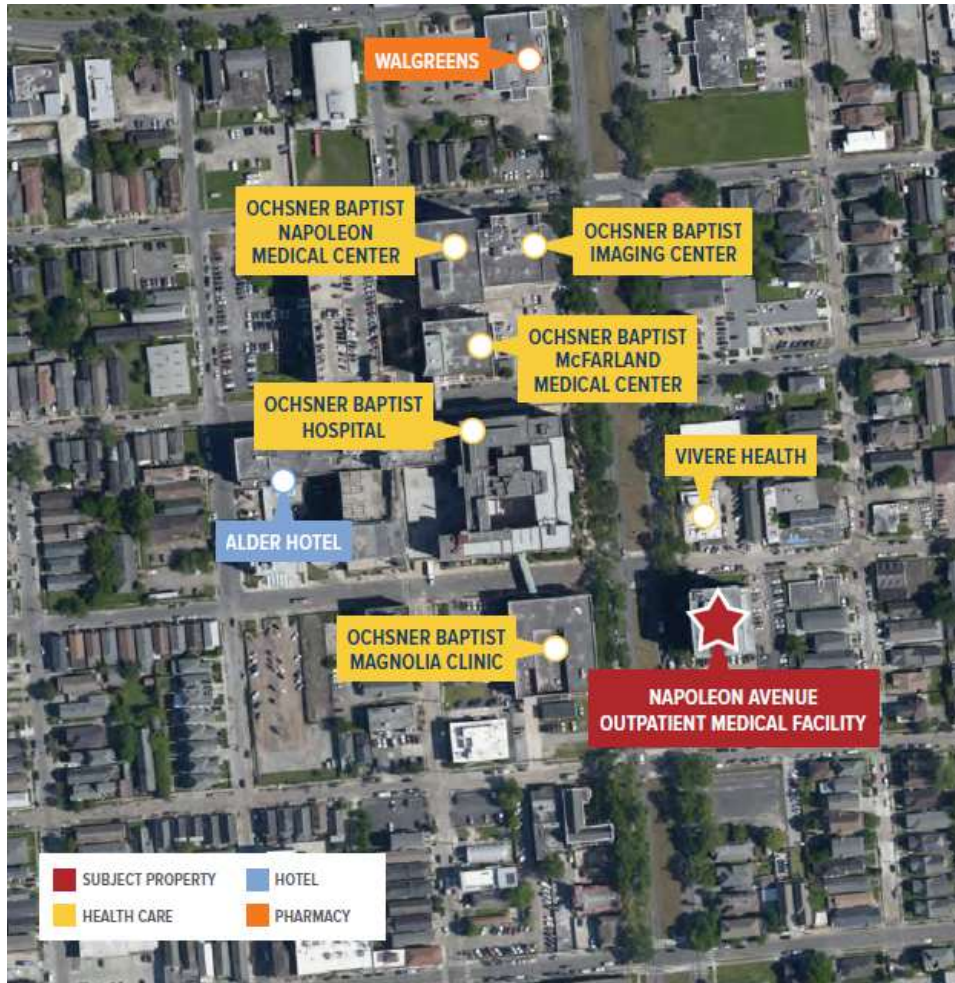 WALGREENS
OCHSNER BAPTIST
NAPOLEON
MEDICAL CENTER
OCHSNER BAPTIST
IMAGING CENTER
OCHSNER BAPTIST
McFARLAND
MEDICAL CENTER
OCHSNER BAPTIST
HOSPITAL
VIVERE HEALTH
ALDER HOTEL
OCHSNER BAPTIST
MAGNOLIA CLINIC
NAPOLEON AVENUE
OUTPATIENT MEDICAL FACILITY
SUBJECT PROPERTY
HOTEL
HEALTH CARE
PHARMACY